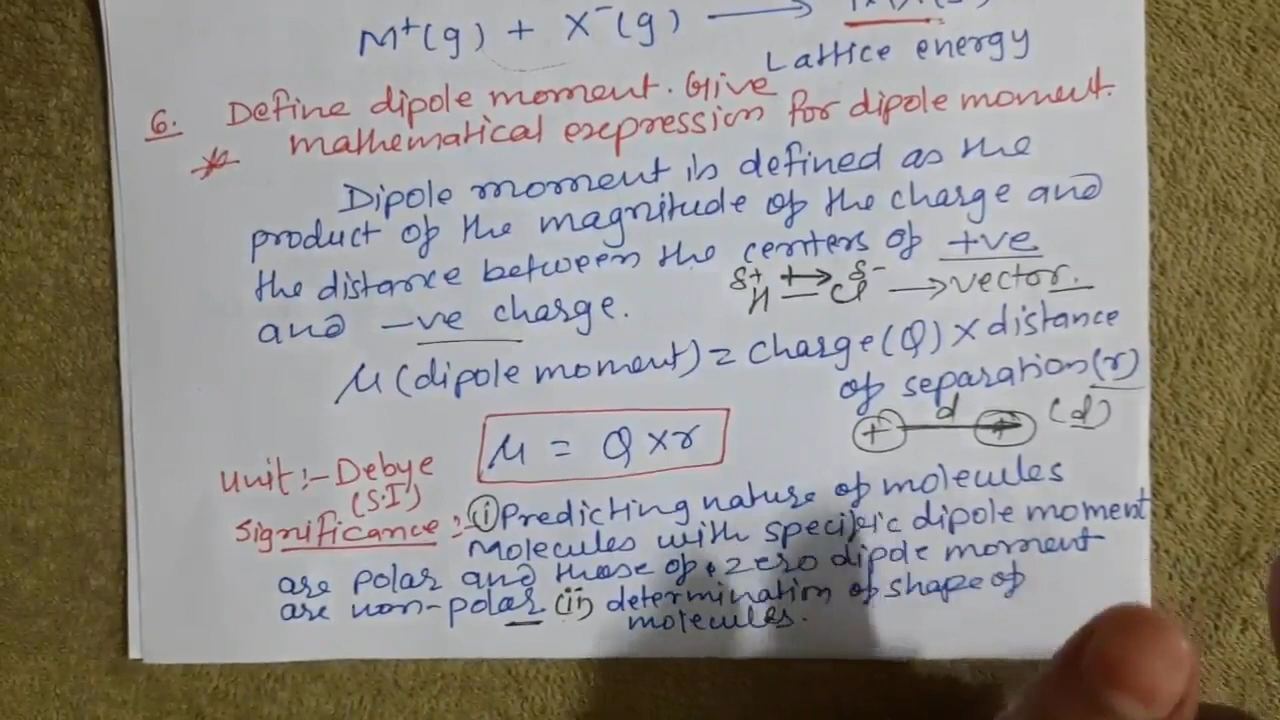 M⁺(g) + X⁻(g) ⟶
Lattice energy
6. Define dipole moment. Give
mathematical expression for dipole moment.
Dipole moment is defined as the
product of the magnitude of the charge and
the distance between the centers of +ve
and -ve charge.
δ+ δ-
H — Cl → vector.
μ (dipole moment) = charge (Q) × distance
of separation (r)
(d)
+ d +
μ = Q × r
Unit :- Debye
(S.I)
Significance :- (i) Predicting nature of molecules
Molecules with specific dipole moment
are polar and those of zero dipole moment
are non-polar (ii) determination of shape of
molecules.